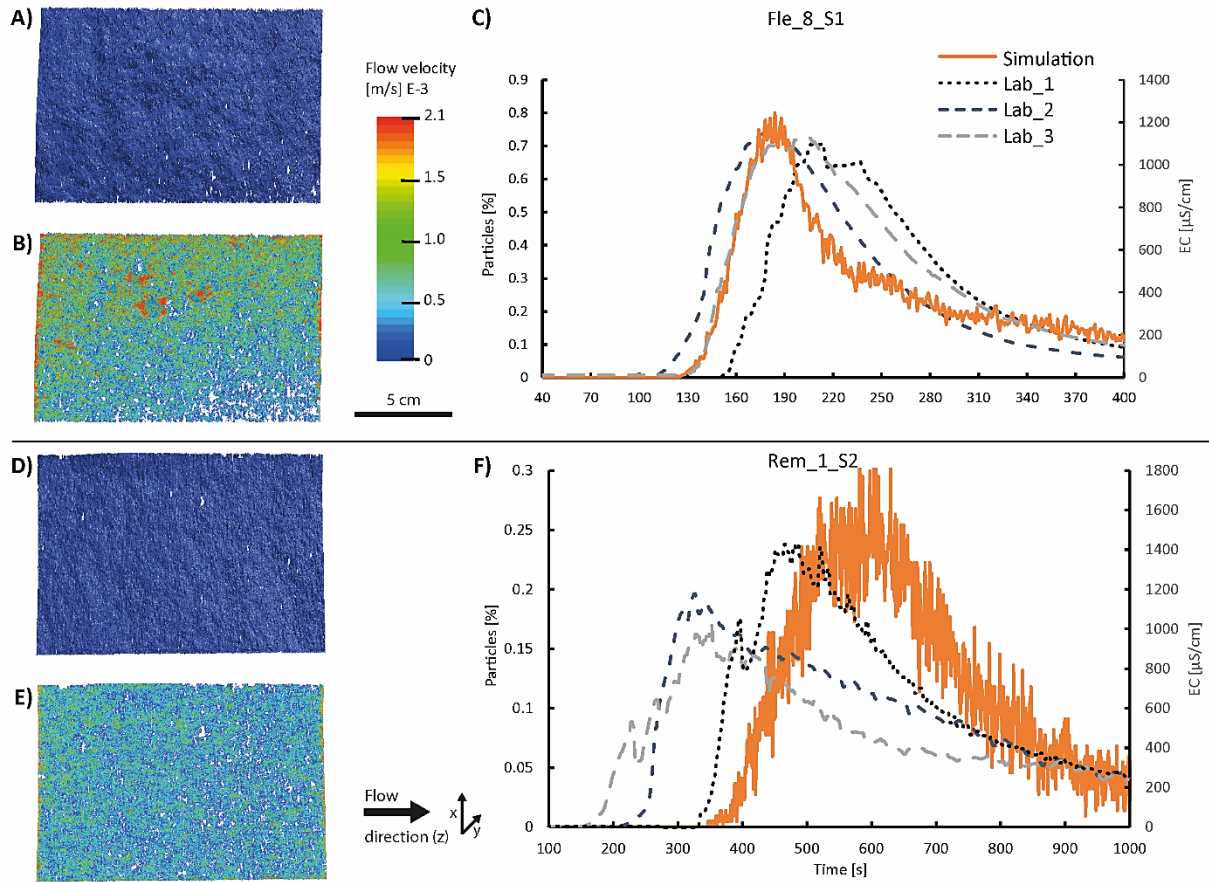 A)
B)
Flow velocity
[m/s] E-3
2.1
1.5
1.0
0.5
0
5 cm
C)
Fle_8_S1
Simulation
Lab_1
Lab_2
Lab_3
Particles [%]
0.9
0.8
0.7
0.6
0.5
0.4
0.3
0.2
0.1
0
40 70 100 130 160 190 220 250 280 310 340 370 400
1400
1200
1000
800
600
400
200
0
EC [µS/cm]
D)
E)
Flow
direction (z)
x
y
F)
Rem_1_S2
Particles [%]
0.3
0.25
0.2
0.15
0.1
0.05
0
100 200 300 400 500 600 700 800 900 1000
Time [s]
1800
1600
1400
1200
1000
800
600
400
200
0
EC [µS/cm]